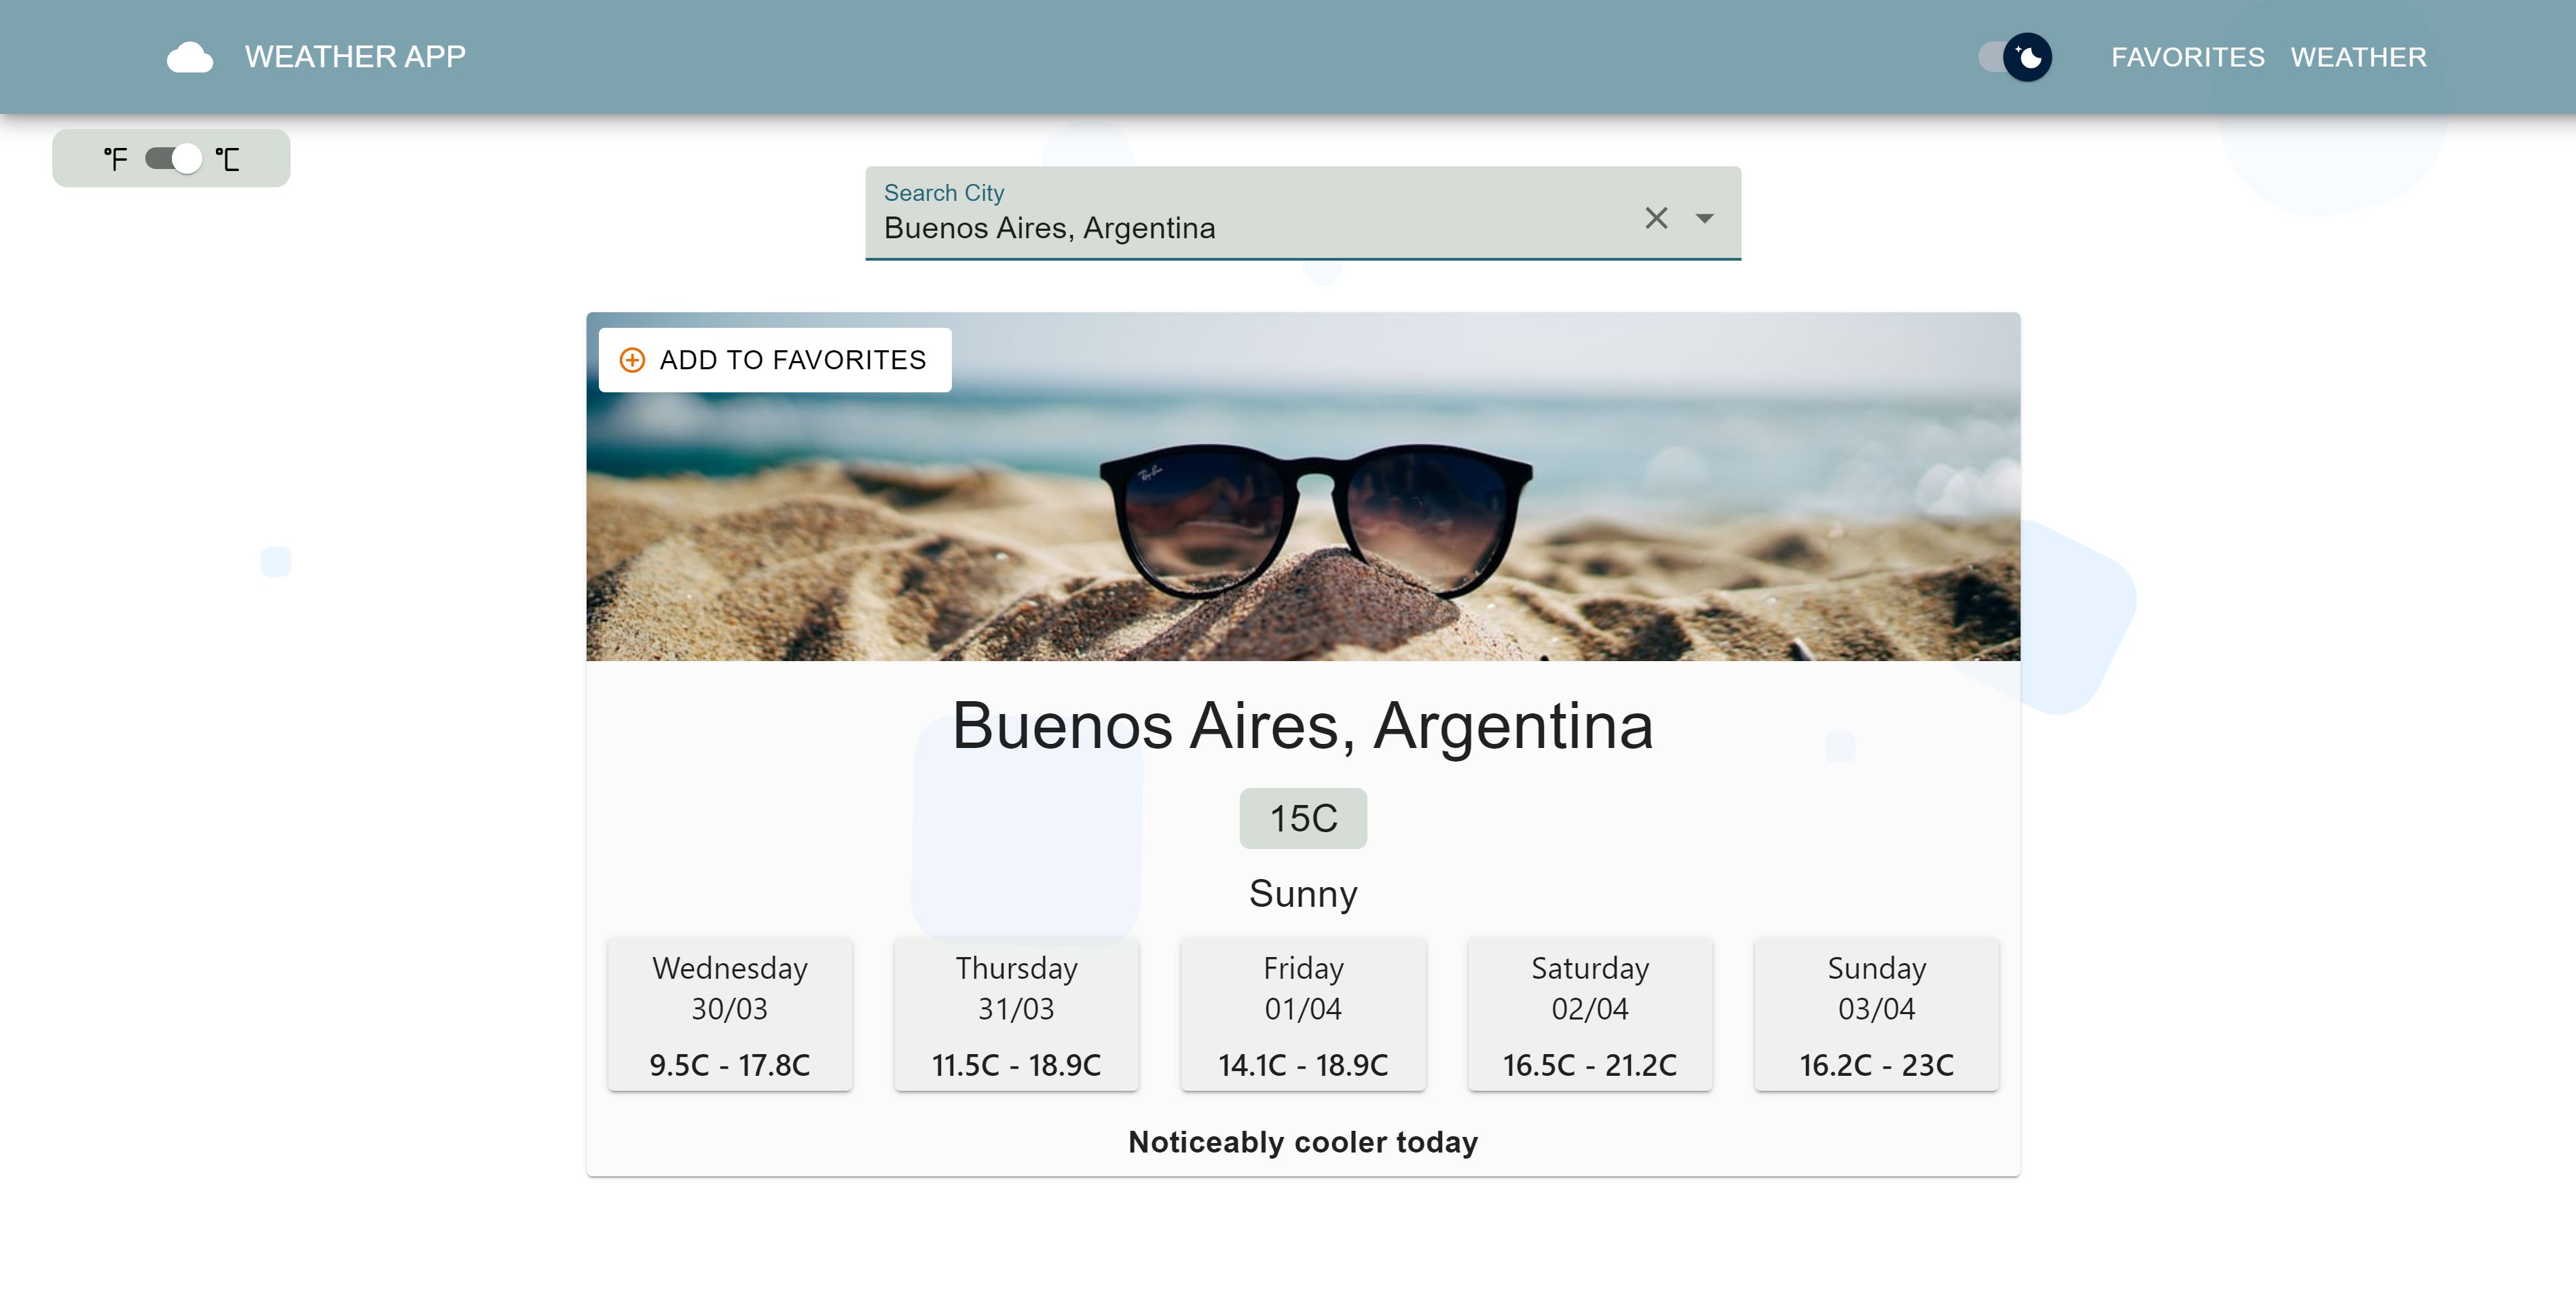 WEATHER APP
FAVORITES WEATHER
°F °C
Search City
Buenos Aires, Argentina
ADD TO FAVORITES
Ray-Ban
Buenos Aires, Argentina
15C
Sunny
Wednesday
30/03
9.5C - 17.8C
Thursday
31/03
11.5C - 18.9C
Friday
01/04
14.1C - 18.9C
Saturday
02/04
16.5C - 21.2C
Sunday
03/04
16.2C - 23C
Noticeably cooler today